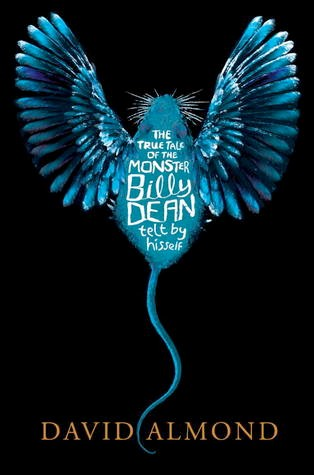 THE
TRUE TALE
OF THE
MONSTER
Billy
DEAN
telt by
hisself
DAVID ALMOND